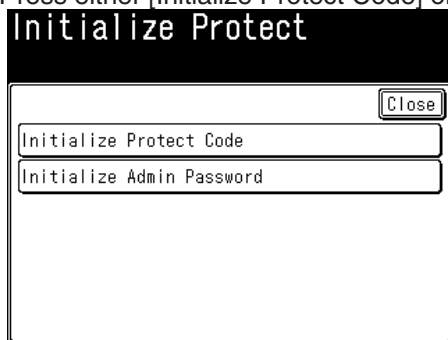 Press either [Initialize Protect Code] or
Initialize Protect
Close
Initialize Protect Code
Initialize Admin Password